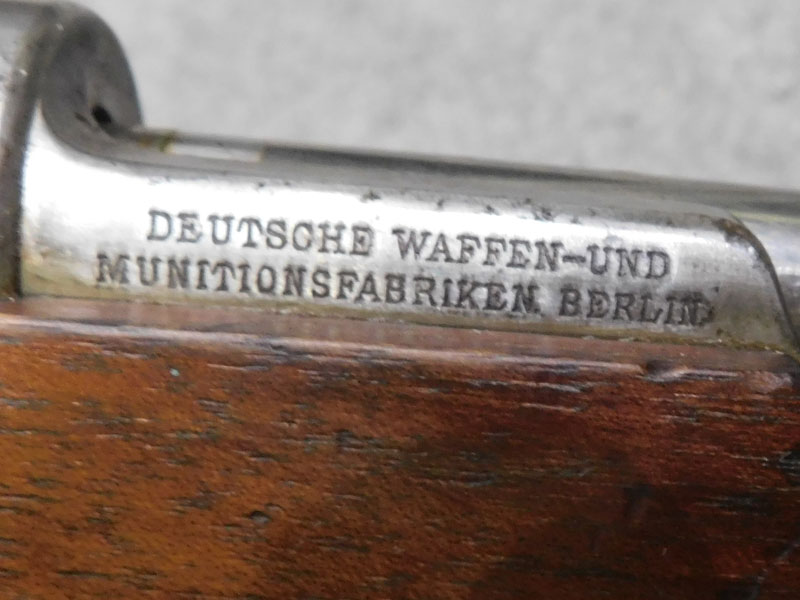 DEUTSCHE WAFFEN-UND
MUNITIONSFABRIKEN. BERLIN